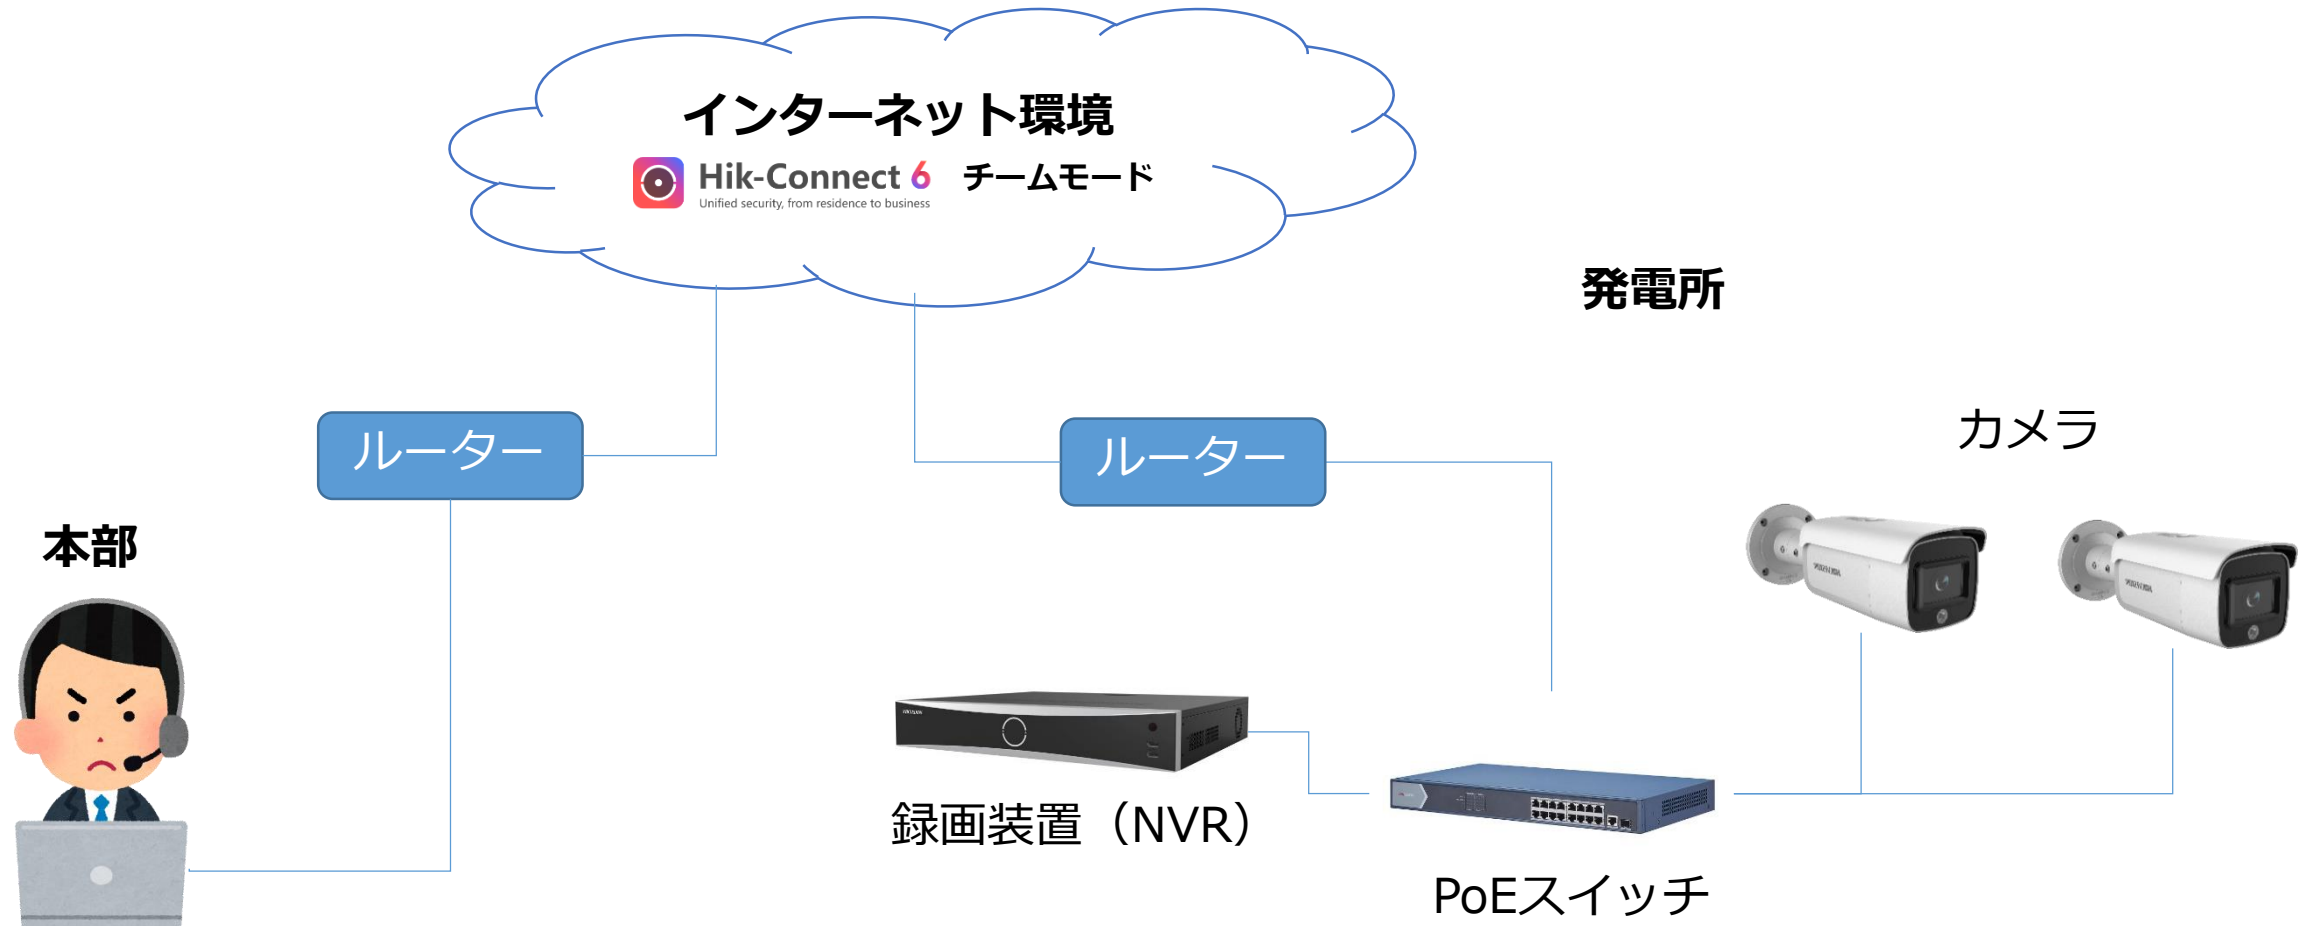 インターネット環境
Hik-Connect 6 チームモード
Unified security, from residence to business
発電所
ルーター
ルーター
カメラ
本部
録画装置（NVR）
PoEスイッチ